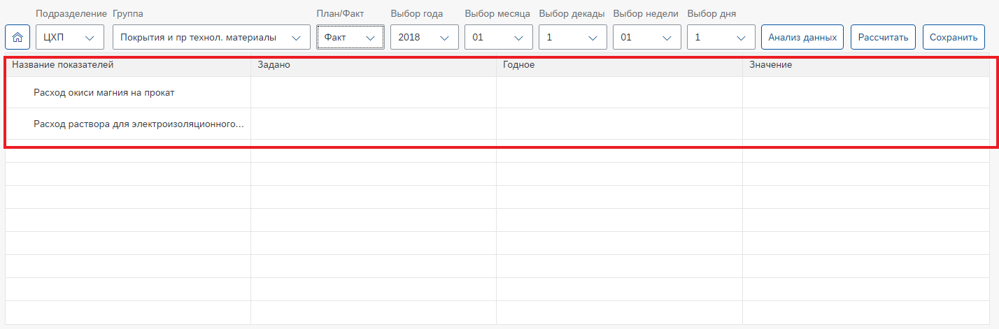 Подразделение Группа План/Факт Выбор года Выбор месяца Выбор декады Выбор недели Выбор дня
ЦХП Покрытия и пр технол. материалы Факт 2018 01 1 01 1 Анализ данных Рассчитать Сохранить
Название показателей Задано Годное Значение
Расход окиси магния на прокат
Расход раствора для электроизоляционного...